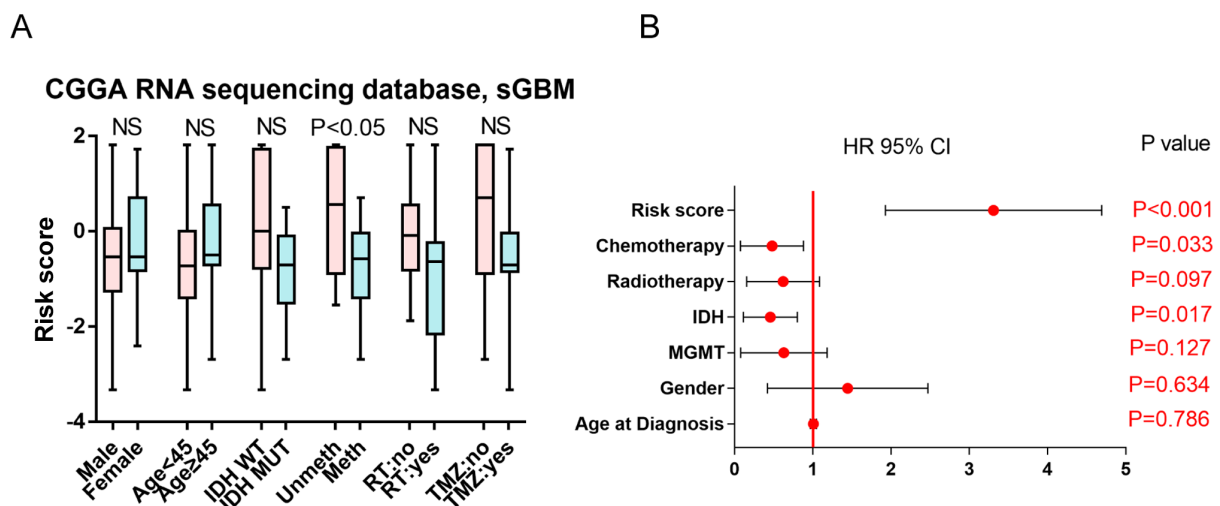 A
CGGA RNA sequencing database, sGBM
NS
NS
NS
P<0.05
NS
NS
Risk score
2
0
-2
-4
Male
Female
Age<45
Age≥45
IDH WT
IDH MUT
Unmeth
Meth
RT:no
RT:yes
TMZ:no
TMZ:yes
B
HR 95% CI
P value
Risk score
P<0.001
Chemotherapy
P=0.033
Radiotherapy
P=0.097
IDH
P=0.017
MGMT
P=0.127
Gender
P=0.634
Age at Diagnosis
P=0.786
0
1
2
3
4
5